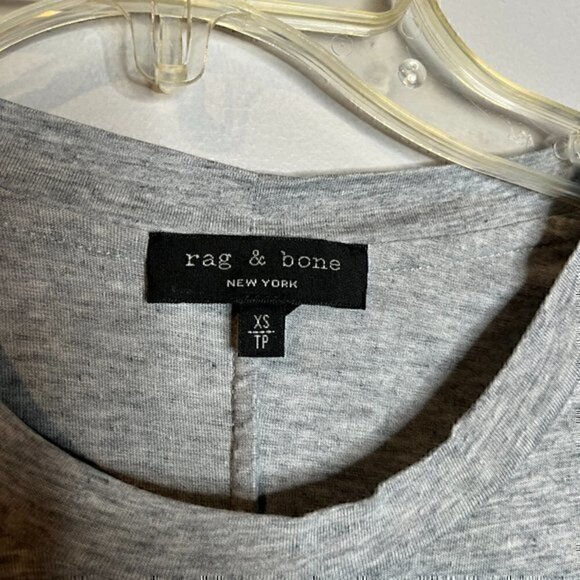 rag & bone
NEW YORK
XS
TP